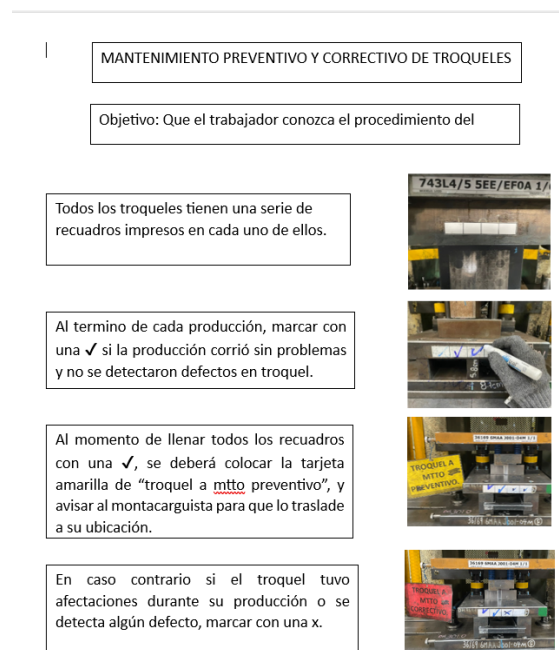 MANTENIMIENTO PREVENTIVO Y CORRECTIVO DE TROQUELES
Objetivo: Que el trabajador conozca el procedimiento del
Todos los troqueles tienen una serie de
recuadros impresos en cada uno de ellos.
743L4/5 5EE/EF0A 1/
Al termino de cada producción, marcar con
una ✓ si la producción corrió sin problemas
y no se detectaron defectos en troquel.
Al momento de llenar todos los recuadros
con una ✓, se deberá colocar la tarjeta
amarilla de “troquel a mtto preventivo”, y
avisar al montacarguista para que lo traslade
a su ubicación.
TROQUEL A
MTTO
PREVENTIVO.
En caso contrario si el troquel tuvo
afectaciones durante su producción o se
detecta algún defecto, marcar con una x.
TROQUEL A
MTTO
CORRECTIVO.